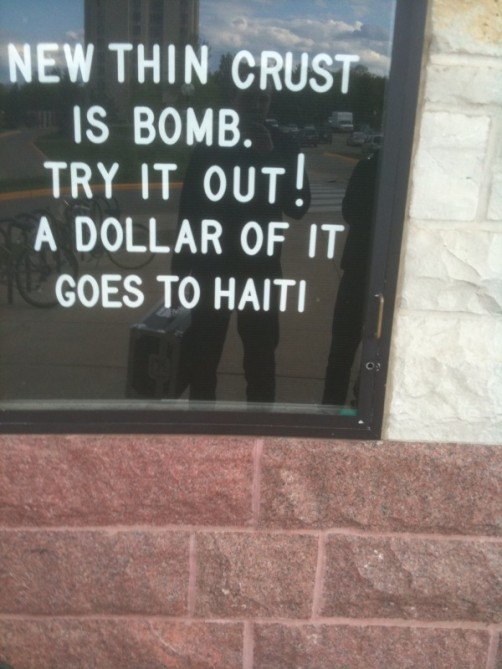 NEW THIN CRUST
IS BOMB.
TRY IT OUT!
A DOLLAR OF IT
GOES TO HAITI